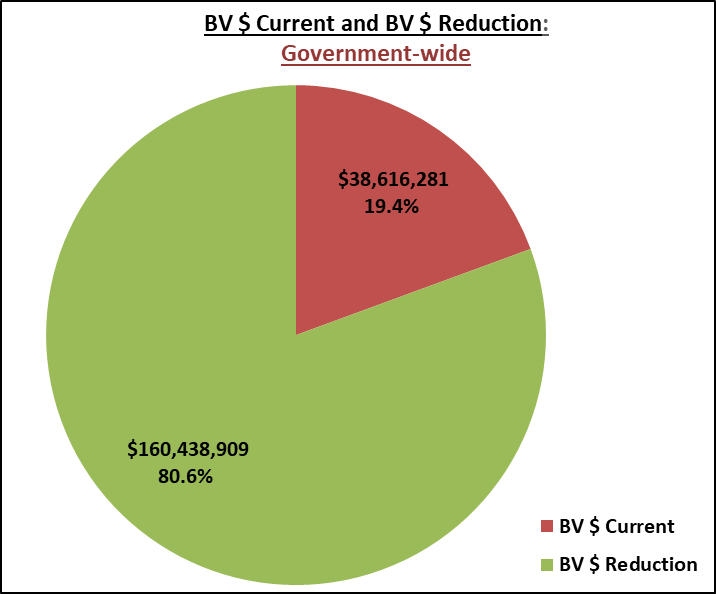 BV $ Current and BV $ Reduction:
Government-wide
$38,616,281
19.4%
$160,438,909
80.6%
BV $ Current
BV $ Reduction